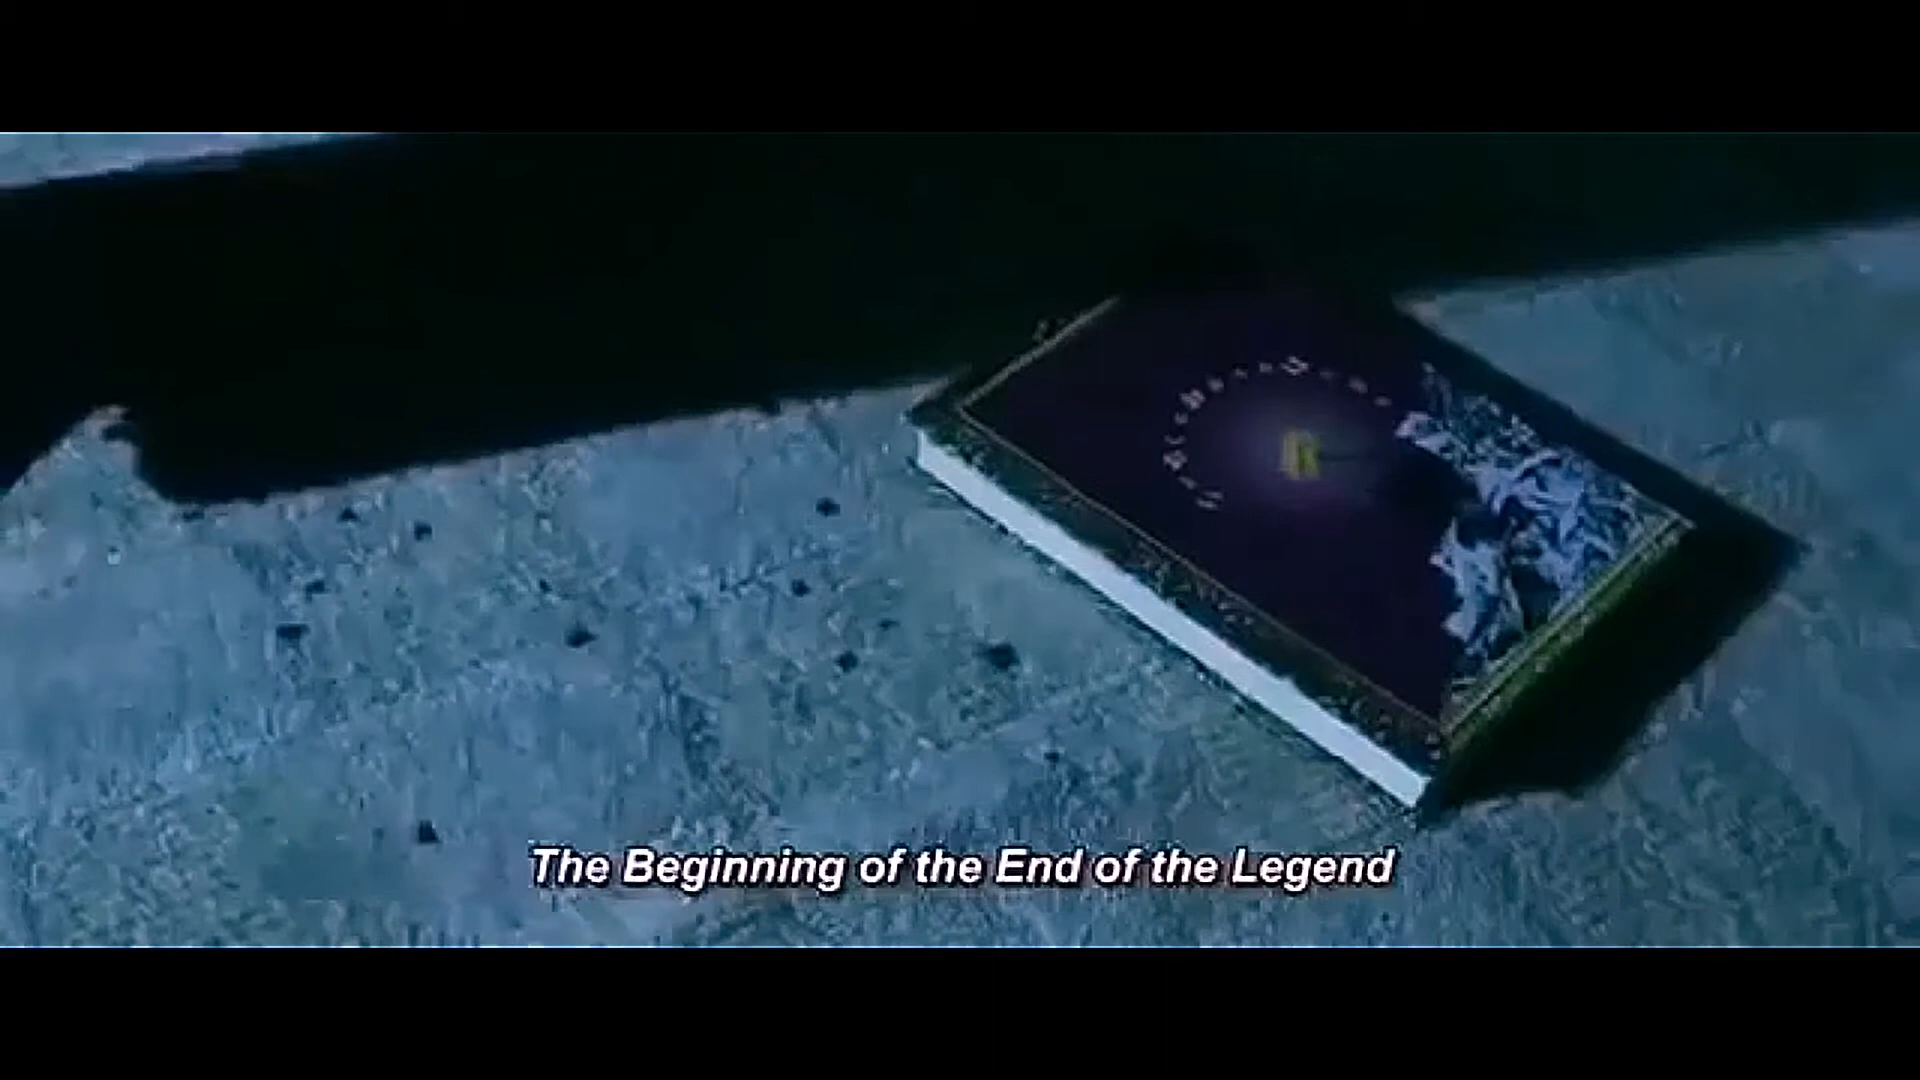 The Beginning of the End of the Legend